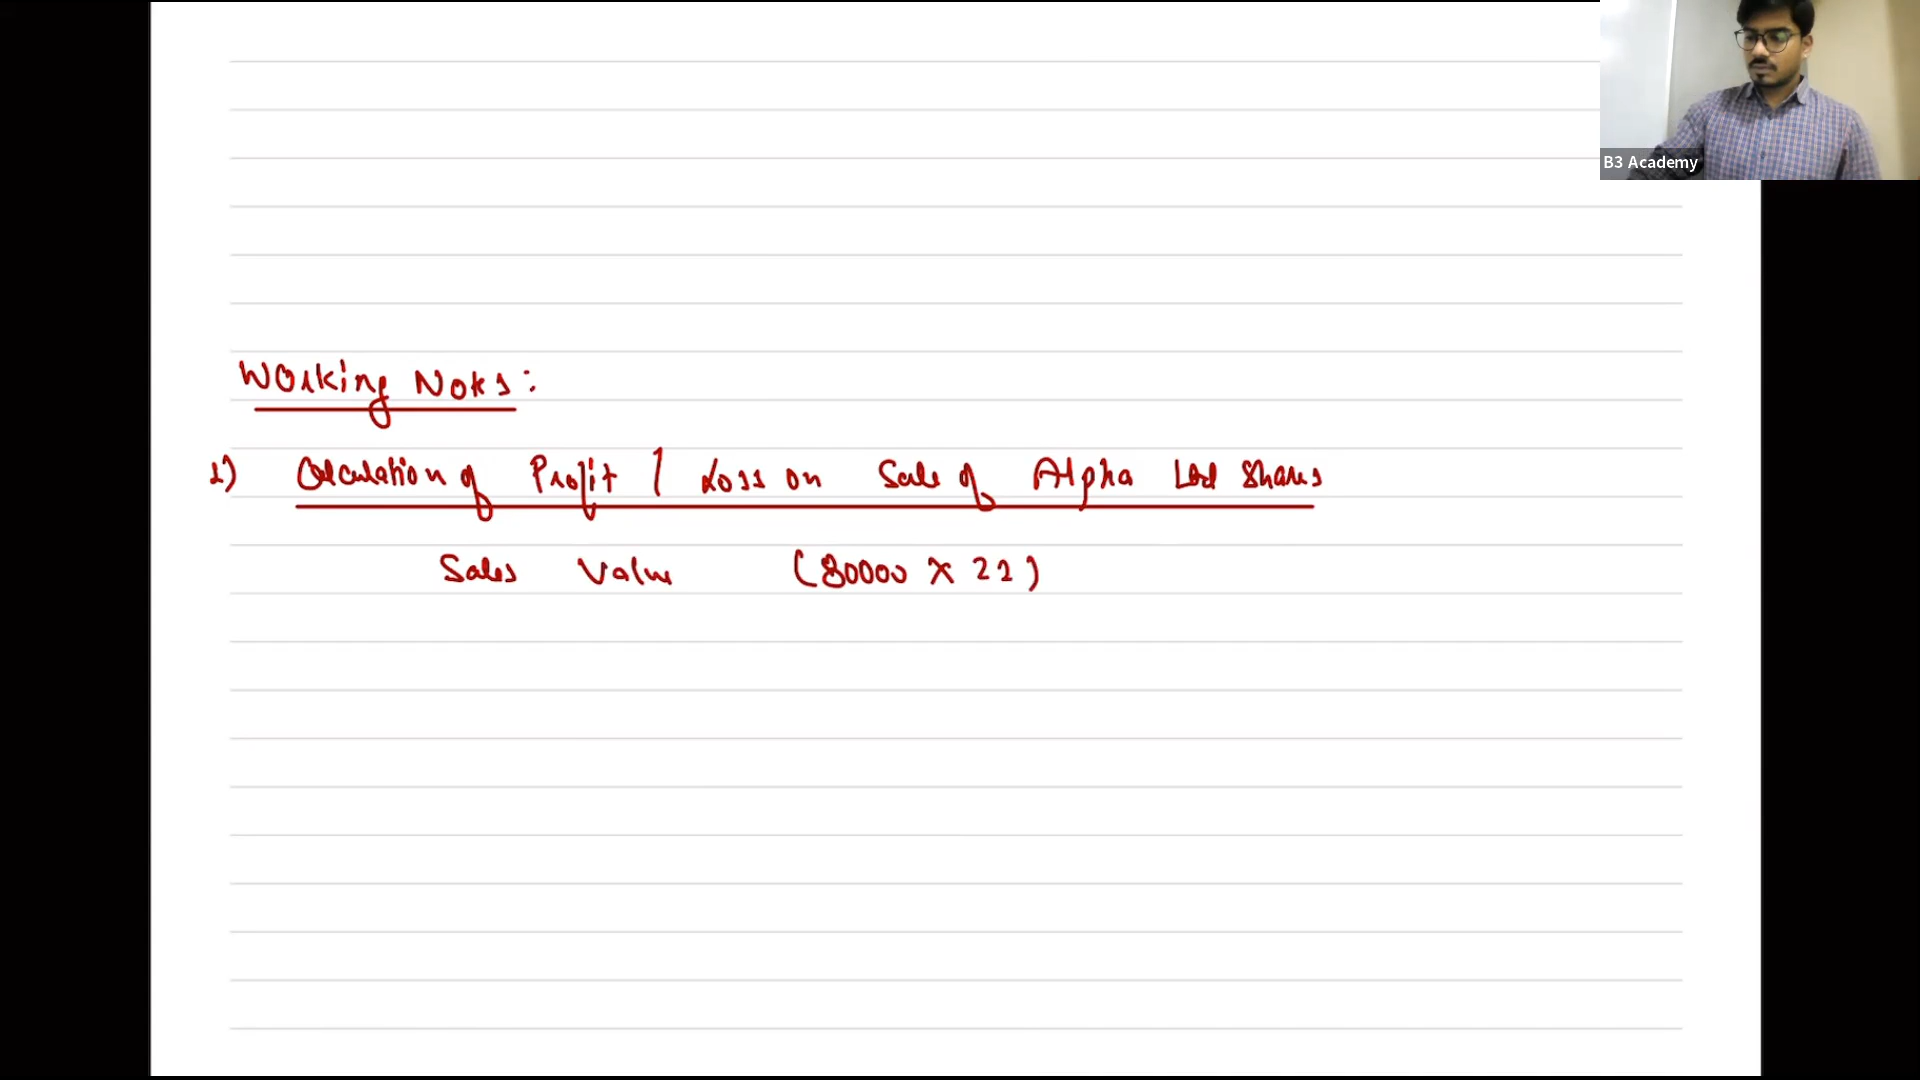 B3 Academy
Working Notes:
1) Calculation of Profit / Loss on Sale of Alpha Ltd Shares
Sales Value (80000 × 22)